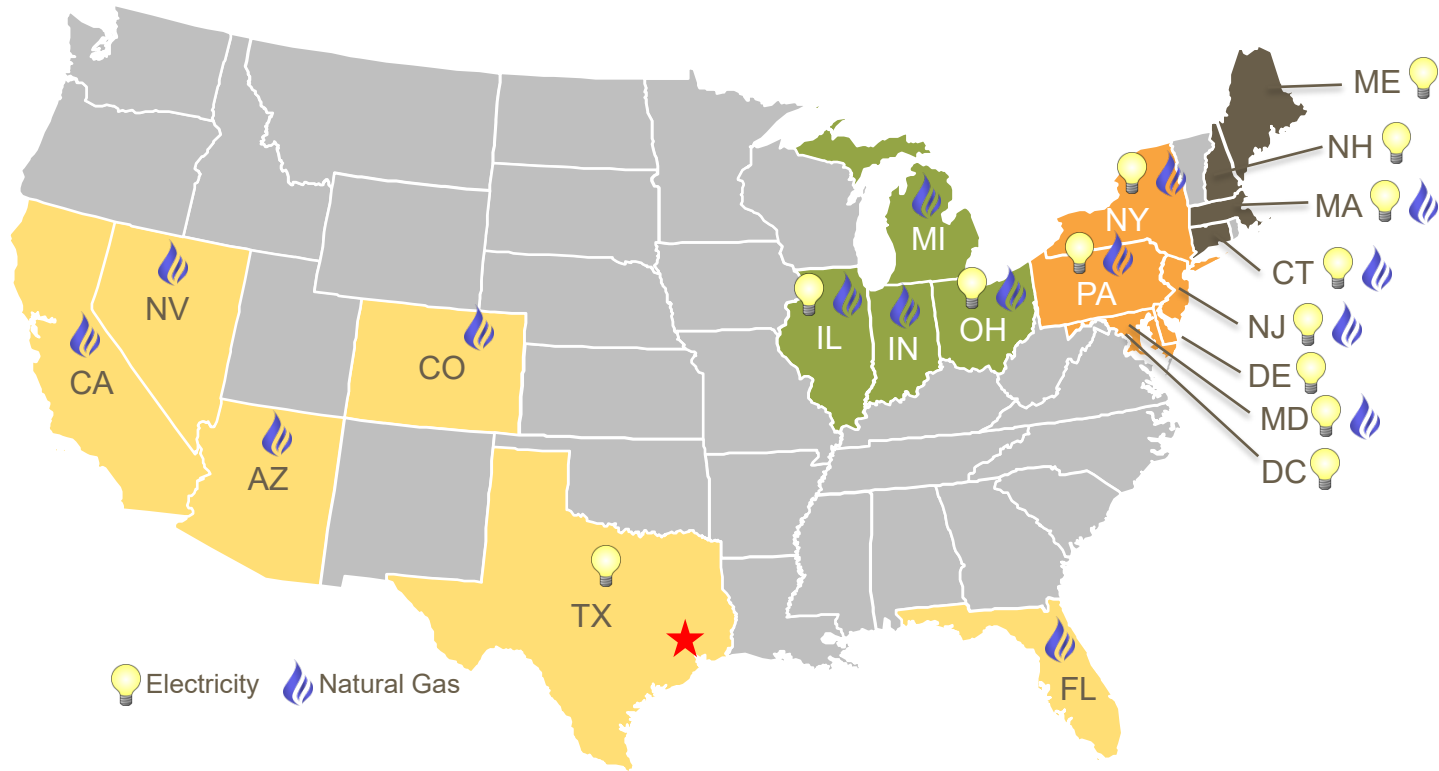 ME
NH
MA
NY
MI
CT
PA
NV
NJ
IL
OH
IN
CO
DE
CA
MD
DC
AZ
TX
Electricity
Natural Gas
FL